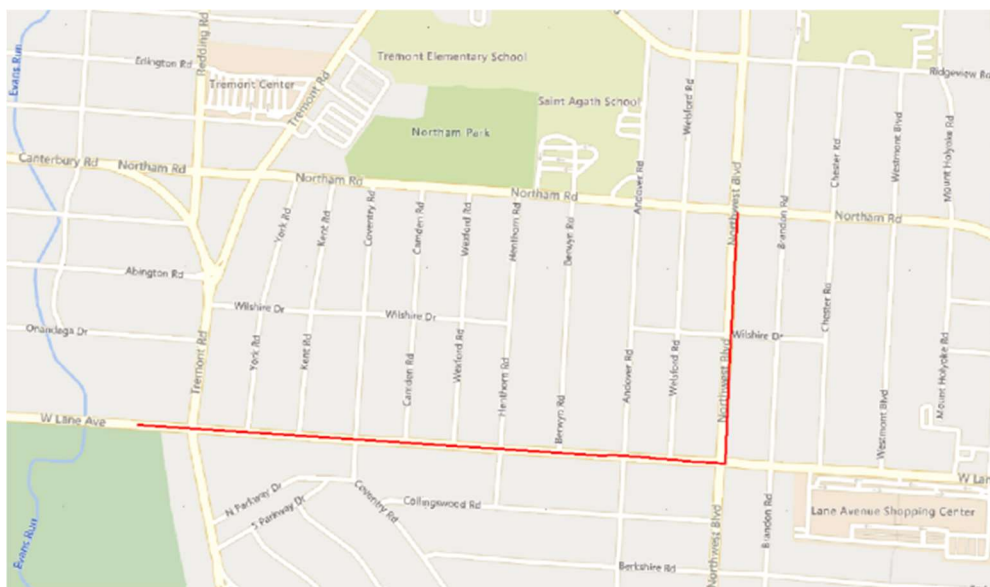 Evans Run
Erlington Rd
Redding Rd
Tremont Center
Tremont Rd
Tremont Elementary School
Saint Agath School
Northam Park
Welsford Rd
Northwest Blvd
Ridgeview Rd
Chester Rd
Westmont Blvd
Mount Holyoke Rd
Canterbury Rd
Northam Rd
Northam Rd
Northam Rd
Northam Rd
Andover Rd
Brandon Rd
York Rd
Kent Rd
Coventry Rd
Camden Rd
Wexford Rd
Henthorn Rd
Berwyn Rd
Abington Rd
Onandaga Dr
Wilshire Dr
Wilshire Dr
Wilshire Dr
Chester Rd
Tremont Rd
York Rd
Kent Rd
Camden Rd
Wexford Rd
Henthorn Rd
Berwyn Rd
Andover Rd
Welsford Rd
Northwest Blvd
Westmont Blvd
Mount Holyoke Rd
W Lane Ave
W Lan
N Parkway Dr
S Parkway Dr
Coventry Rd
Collingswood Rd
Lane Avenue Shopping Center
Northwest Blvd
Brandon Rd
Berkshire Rd
Evans Run